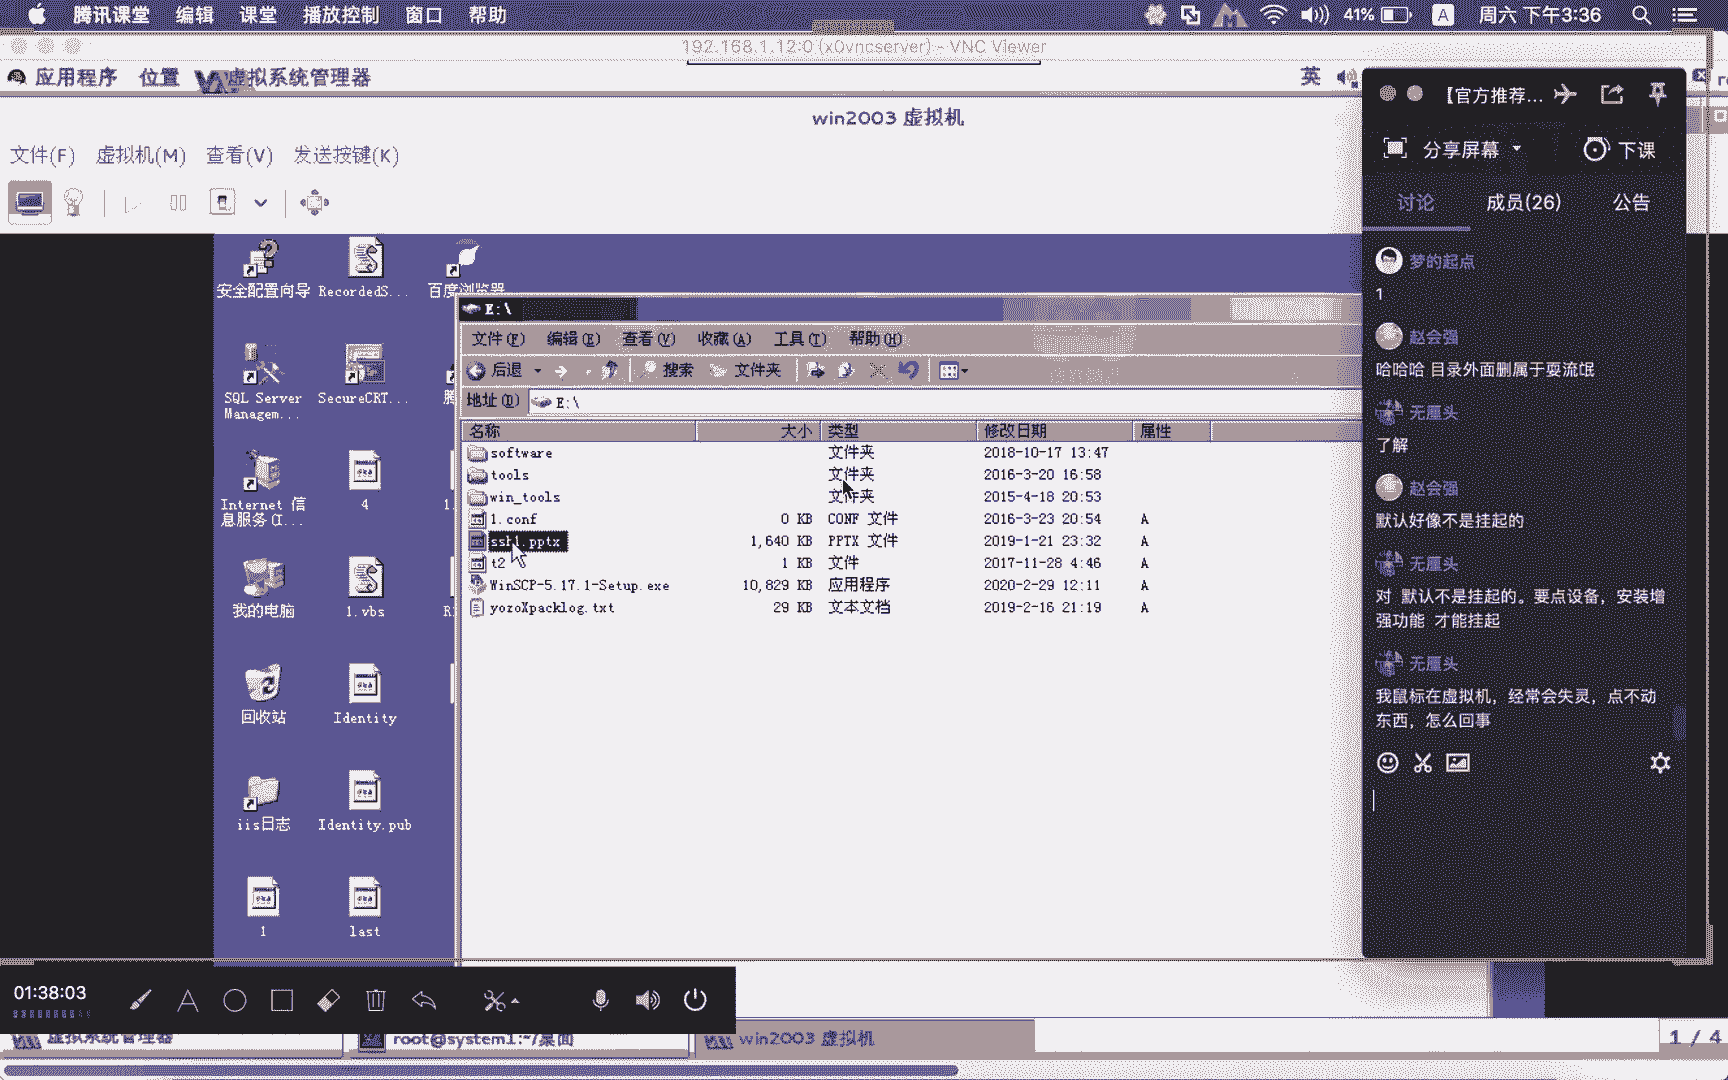 腾讯课堂 编辑 课堂 播放控制 窗口 帮助 41% A 周六 下午3:36
192.168.1.12:0 (x0vncserver) - VNC Viewer
应用程序 位置 虚拟系统管理器 英
win2003 虚拟机
文件(F) 虚拟机(M) 查看(V) 发送按键(K)
安全配置向导 RecordedS... 百度浏览器
SQL Server
Managem...
SecureCRT...
Internet 信
息服务(I...
4
我的电脑 1.vbs
回收站 Identity
iis日志 Identity.pub
1 last
E:\
文件(F) 编辑(E) 查看(V) 收藏(A) 工具(T) 帮助(H)
后退 搜索 文件夹
地址(D) E:\
名称 大小 类型 修改日期 属性
software 文件夹 2018-10-17 13:47
tools 文件夹 2016-3-20 16:58
win_tools 文件夹 2015-4-18 20:53
1.conf 0 KB CONF 文件 2016-3-23 20:54 A
ssh1.pptx 1,640 KB PPTX 文件 2019-1-21 23:32 A
t2 1 KB 文件 2017-11-28 4:46 A
WinSCP-5.17.1-Setup.exe 10,829 KB 应用程序 2020-2-29 12:11 A
yozoXpacklog.txt 29 KB 文本文档 2019-2-16 21:19 A
【官方推荐...
分享屏幕 下课
讨论 成员(26) 公告
梦的起点
1
赵会强
哈哈哈 目录外面删属于耍流氓
无厘头
了解
赵会强
默认好像不是挂起的
无厘头
对 默认不是挂起的。要点设备，安装增
强功能 才能挂起
无厘头
我鼠标在虚拟机，经常会失灵，点不动
东西，怎么回事
01:38:03
虚拟系统管理器 root@system1:~/桌面 win2003 虚拟机 1 / 4